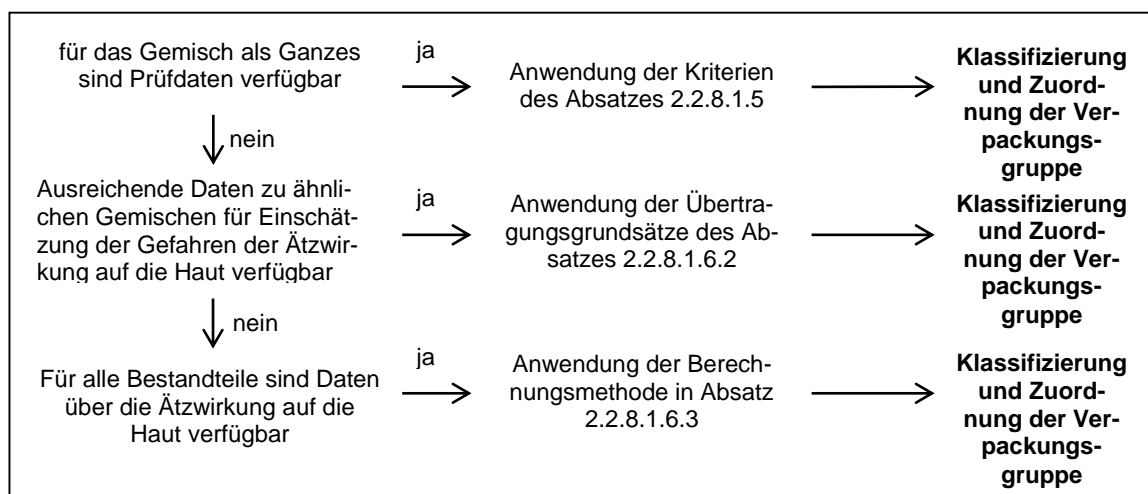 für das Gemisch als Ganzes
sind Prüfdaten verfügbar
ja
Anwendung der Kriterien
des Absatzes 2.2.8.1.5
Klassifizierung
und Zuord-
nung der Ver-
packungs-
gruppe
nein
Ausreichende Daten zu ähnli-
chen Gemischen für Einschät-
zung der Gefahren der Ätzwir-
kung auf die Haut verfügbar
ja
Anwendung der Übertra-
gungsgrundsätze des Ab-
satzes 2.2.8.1.6.2
Klassifizierung
und Zuord-
nung der Ver-
packungs-
gruppe
nein
Für alle Bestandteile sind Daten
über die Ätzwirkung auf die
Haut verfügbar
ja
Anwendung der Berech-
nungsmethode in Absatz
2.2.8.1.6.3
Klassifizierung
und Zuord-
nung der Ver-
packungs-
gruppe